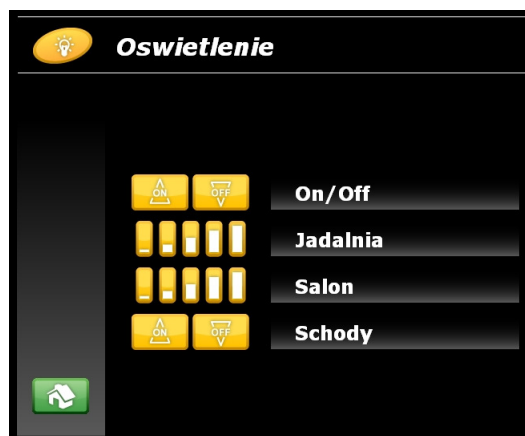 Oswietlenie
ON OFF On/Off
Jadalnia
Salon
ON OFF Schody